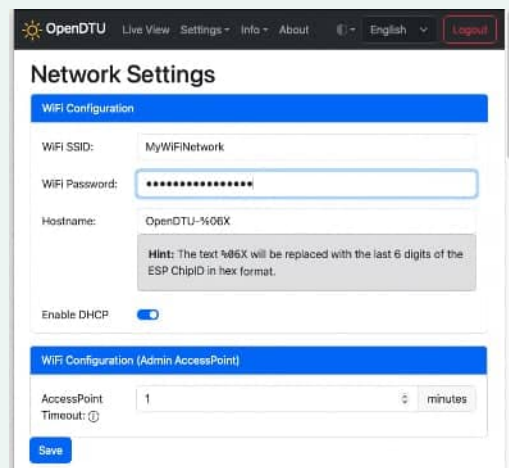 OpenDTU Live View Settings Info About English Logout
Network Settings
WiFi Configuration
WiFi SSID: MyWiFiNetwork
WiFi Password: ••••••••••••••••
Hostname: OpenDTU-%06X
Hint: The text %06X will be replaced with the last 6 digits of the
ESP ChipID in hex format.
Enable DHCP
WiFi Configuration (Admin AccessPoint)
AccessPoint 1 minutes
Timeout:
Save